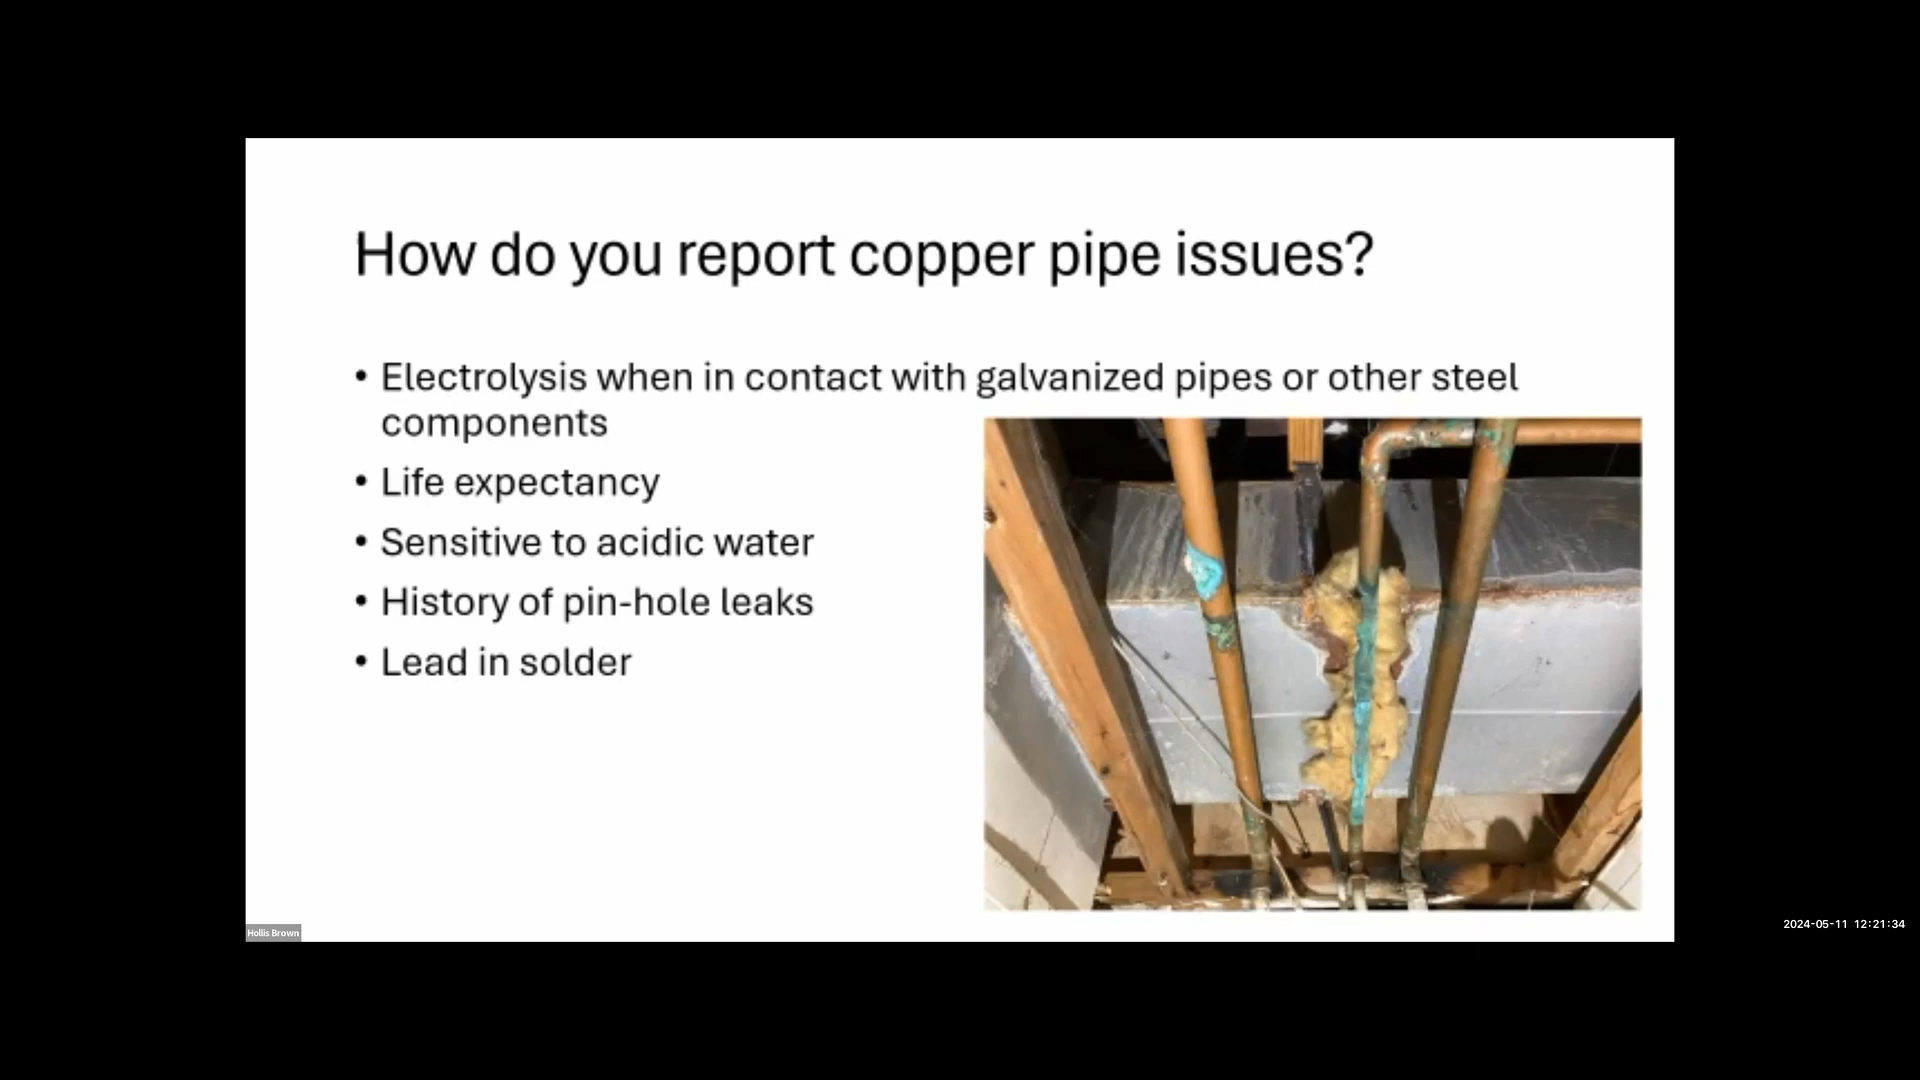 How do you report copper pipe issues?
• Electrolysis when in contact with galvanized pipes or other steel
components
• Life expectancy
• Sensitive to acidic water
• History of pin-hole leaks
• Lead in solder
Hollis Brown
2024-05-11 12:21:34